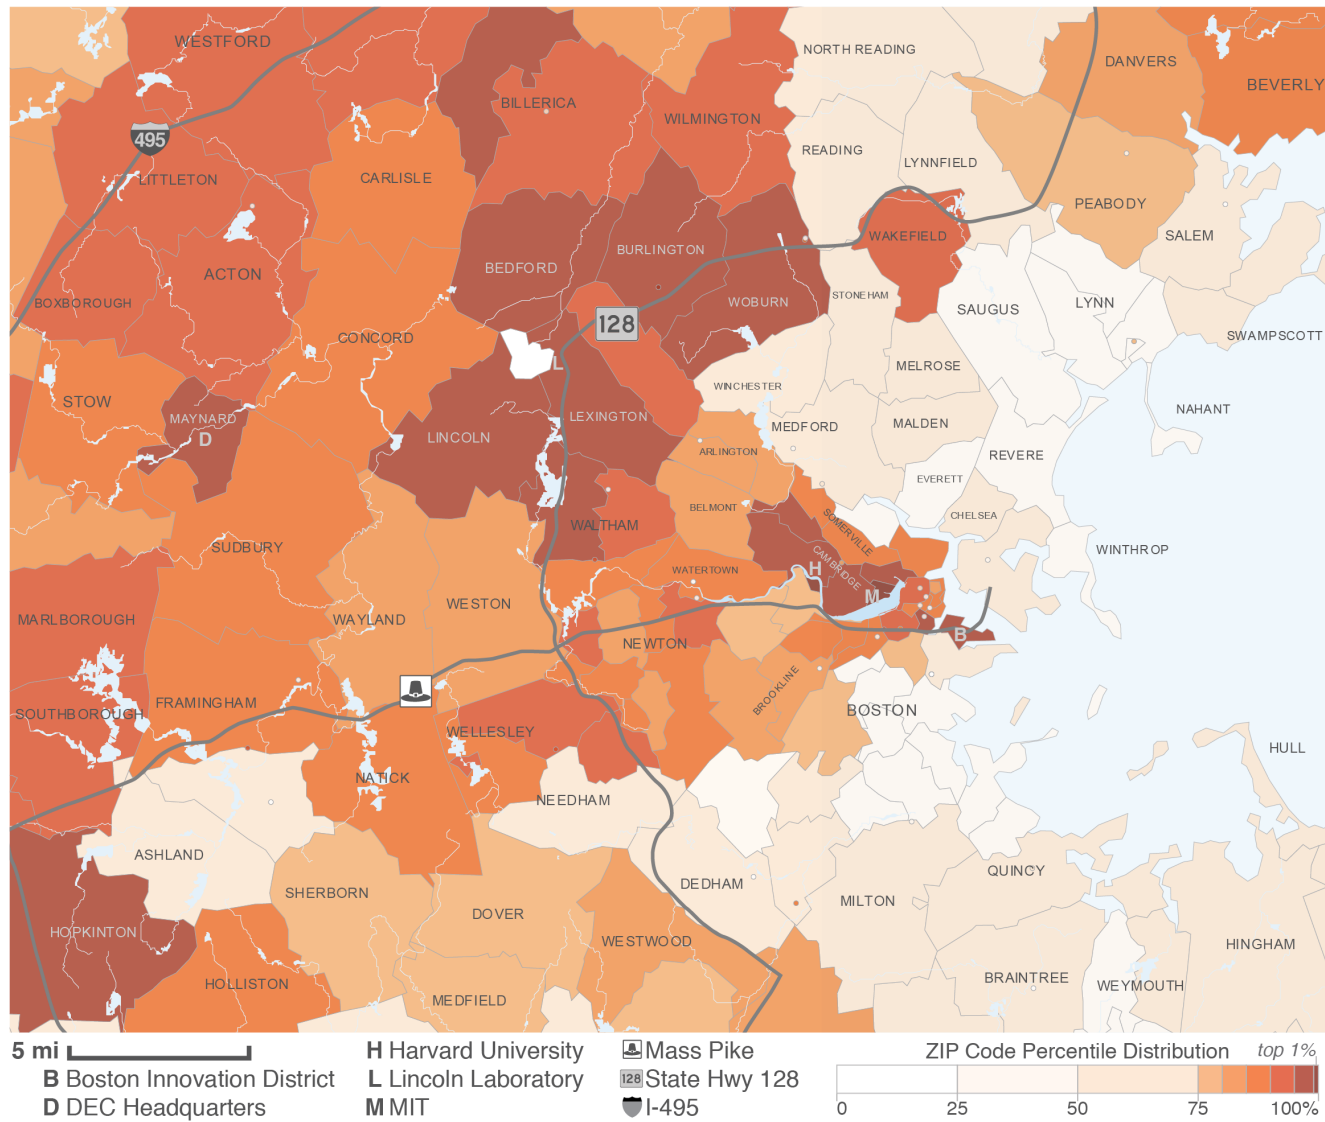 WESTFORD
NORTH READING
DANVERS
BEVERLY
BILLERICA
WILMINGTON
495
READING
LYNNFIELD
LITTLETON
CARLISLE
PEABODY
SALEM
WAKEFIELD
BURLINGTON
BEDFORD
ACTON
BOXBOROUGH
WOBURN
STONEHAM
SAUGUS
LYNN
128
CONCORD
SWAMPSCOTT
L
MELROSE
WINCHESTER
STOW
MAYNARD
D
LEXINGTON
NAHANT
LINCOLN
MEDFORD
MALDEN
ARLINGTON
REVERE
EVERETT
BELMONT
CHELSEA
WALTHAM
SOMERVILLE
SUDBURY
WINTHROP
CAMBRIDGE
H
WATERTOWN
M
WESTON
MARLBOROUGH
WAYLAND
B
NEWTON
BROOKLINE
FRAMINGHAM
SOUTHBOROUGH
BOSTON
WELLESLEY
HULL
NATICK
NEEDHAM
ASHLAND
QUINCY
DEDHAM
SHERBORN
MILTON
DOVER
HOPKINTON
WESTWOOD
HINGHAM
HOLLISTON
BRAINTREE
WEYMOUTH
MEDFIELD
5 mi
B Boston Innovation District
D DEC Headquarters
H Harvard University
L Lincoln Laboratory
M MIT
Mass Pike
128 State Hwy 128
I-495
ZIP Code Percentile Distribution top 1%
0 25 50 75 100%